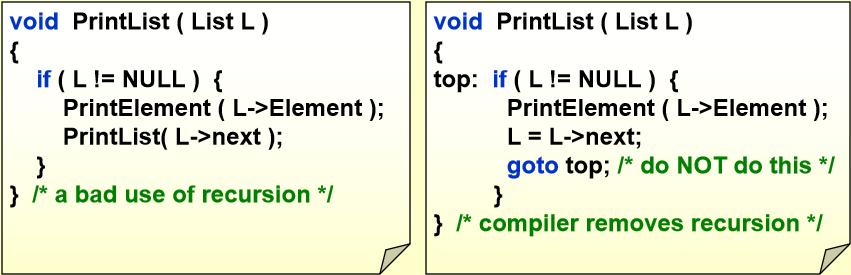 void PrintList ( List L )
{
if ( L != NULL ) {
PrintElement ( L->Element );
PrintList( L->next );
}
} /* a bad use of recursion */
void PrintList ( List L )
{
top: if ( L != NULL ) {
PrintElement ( L->Element );
L = L->next;
goto top; /* do NOT do this */
}
} /* compiler removes recursion */